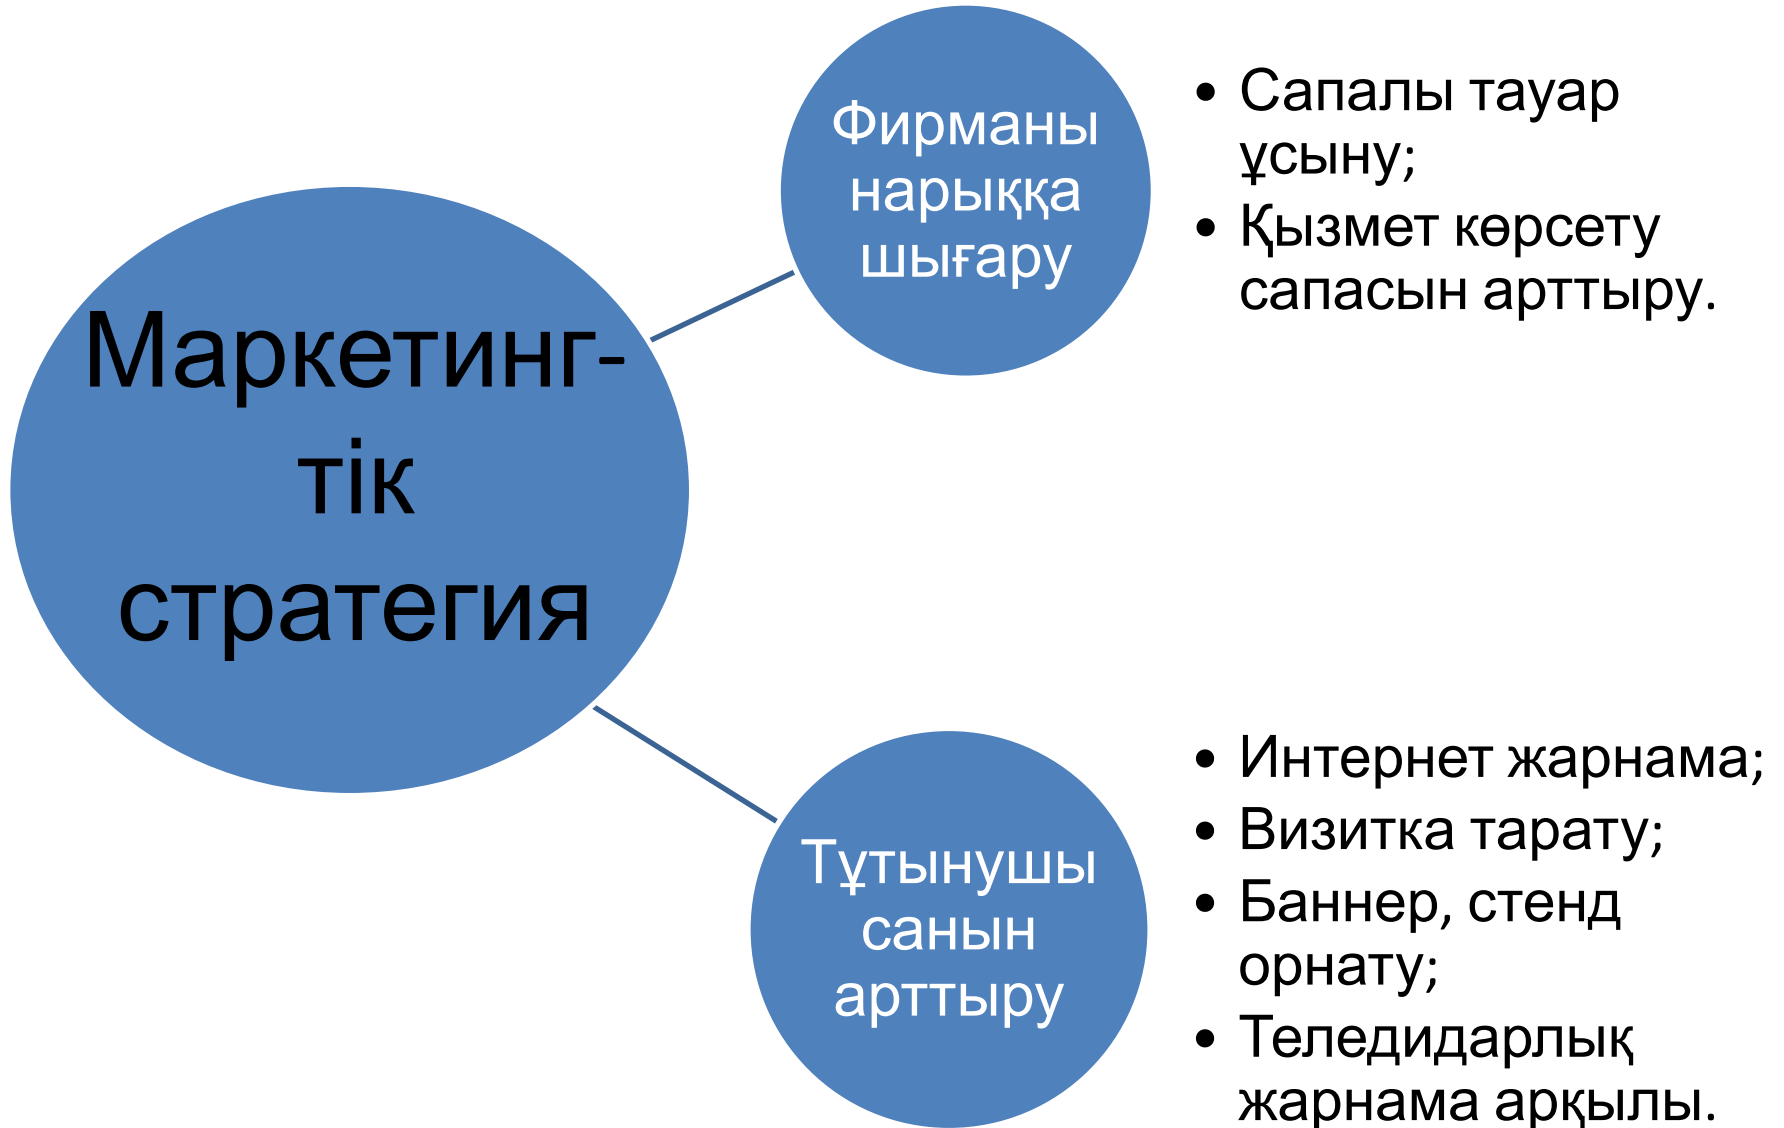 Маркетинг-
тік
стратегия
Фирманы
нарыққа
шығару
• Сапалы тауар
ұсыну;
• Қызмет көрсету
сапасын арттыру.
Тұтынушы
санын
арттыру
• Интернет жарнама;
• Визитка тарату;
• Баннер, стенд
орнату;
• Теледидарлық
жарнама арқылы.